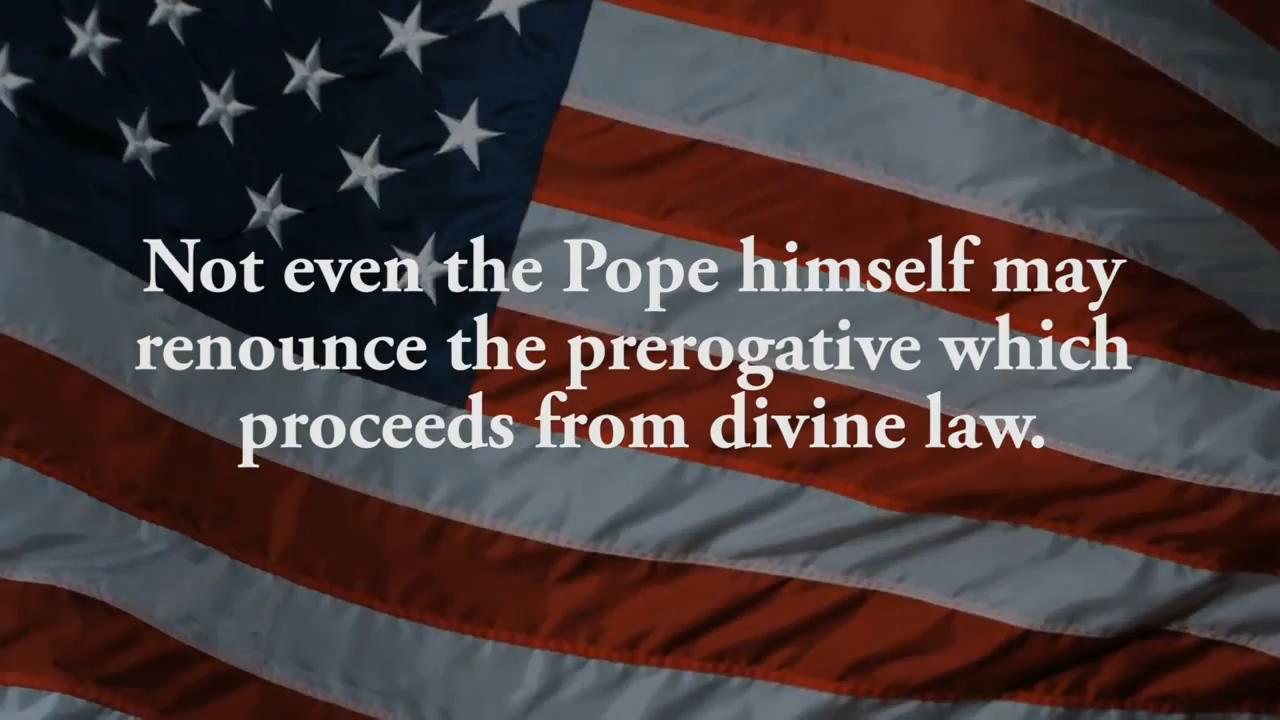 Not even the Pope himself may
renounce the prerogative which
proceeds from divine law.